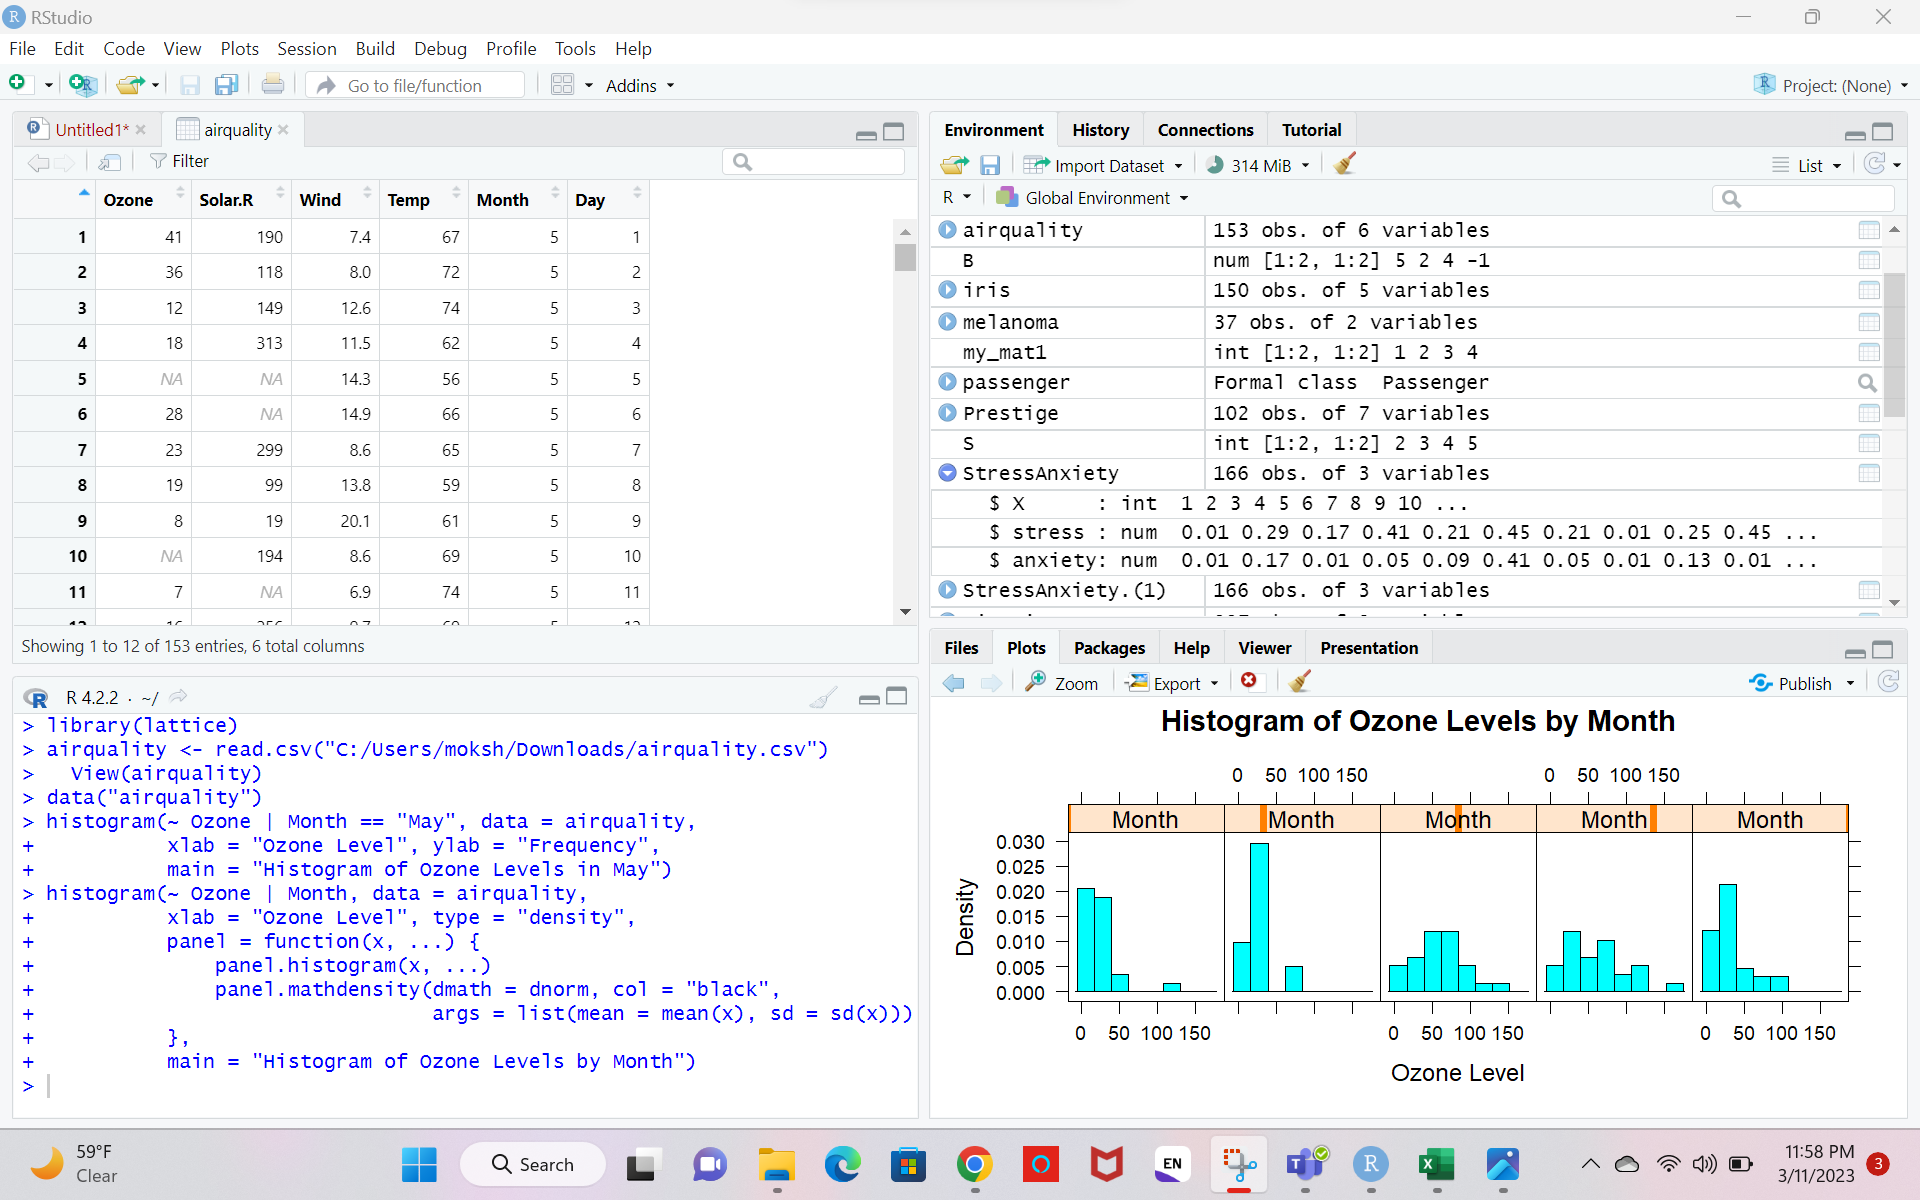 RStudio
File Edit Code View Plots Session Build Debug Profile Tools Help
Go to file/function Addins Project: (None)
Untitled1* airquality
Filter
Ozone Solar.R Wind Temp Month Day
1 41 190 7.4 67 5 1
2 36 118 8.0 72 5 2
3 12 149 12.6 74 5 3
4 18 313 11.5 62 5 4
5 NA NA 14.3 56 5 5
6 28 NA 14.9 66 5 6
7 23 299 8.6 65 5 7
8 19 99 13.8 59 5 8
9 8 19 20.1 61 5 9
10 NA 194 8.6 69 5 10
11 7 NA 6.9 74 5 11
Showing 1 to 12 of 153 entries, 6 total columns
R 4.2.2 · ~/
> library(lattice)
> airquality <- read.csv("C:/Users/moksh/Downloads/airquality.csv")
>   View(airquality)
> data("airquality")
> histogram(~ Ozone | Month == "May", data = airquality,
+           xlab = "Ozone Level", ylab = "Frequency",
+           main = "Histogram of Ozone Levels in May")
> histogram(~ Ozone | Month, data = airquality,
+           xlab = "Ozone Level", type = "density",
+           panel = function(x, ...) {
+               panel.histogram(x, ...)
+               panel.mathdensity(dmath = dnorm, col = "black",
+                                 args = list(mean = mean(x), sd = sd(x)))
+           },
+           main = "Histogram of Ozone Levels by Month")
>
Environment History Connections Tutorial
Import Dataset 314 MiB List
R Global Environment
airquality 153 obs. of 6 variables
B num [1:2, 1:2] 5 2 4 -1
iris 150 obs. of 5 variables
melanoma 37 obs. of 2 variables
my_mat1 int [1:2, 1:2] 1 2 3 4
passenger Formal class  Passenger
Prestige 102 obs. of 7 variables
S int [1:2, 1:2] 2 3 4 5
StressAnxiety 166 obs. of 3 variables
$ X      : int  1 2 3 4 5 6 7 8 9 10 ...
$ stress : num  0.01 0.29 0.17 0.41 0.21 0.45 0.21 0.01 0.25 0.45 ...
$ anxiety: num  0.01 0.17 0.01 0.05 0.09 0.41 0.05 0.01 0.13 0.01 ...
StressAnxiety.(1) 166 obs. of 3 variables
Files Plots Packages Help Viewer Presentation
Zoom Export Publish
Histogram of Ozone Levels by Month
0 50 100 150 0 50 100 150
Month Month Month Month Month
0.030
0.025
0.020
0.015
0.010
0.005
0.000
Density
0 50 100 150 0 50 100 150 0 50 100 150
Ozone Level
59°F
Clear
Search
EN
11:58 PM
3/11/2023
3